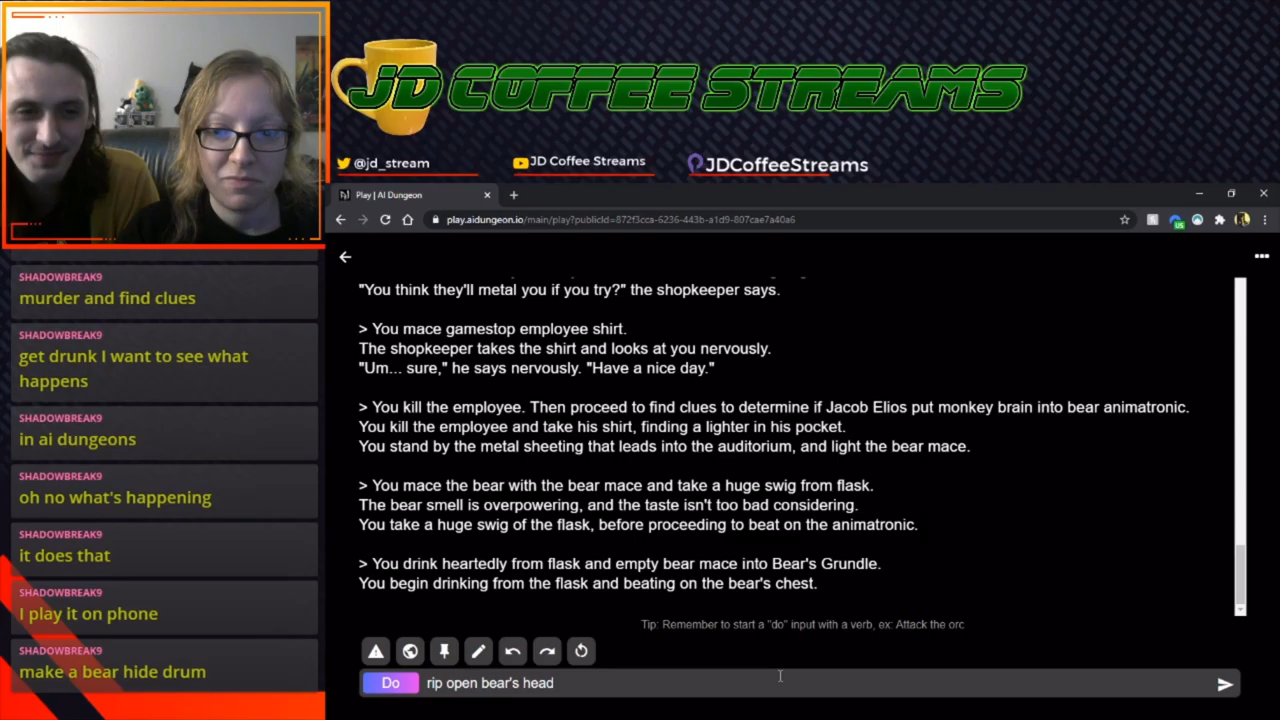 JD COFFEE STREAMS
@jd_stream
JD Coffee Streams
JDCoffeeStreams
Play | AI Dungeon
play.aidungeon.io/main/play?publicId=872f3cca-6236-443b-a1d9-807cae7a40a6
US
SHADOWBREAK9
murder and find clues
SHADOWBREAK9
get drunk I want to see what
happens
SHADOWBREAK9
in ai dungeons
SHADOWBREAK9
oh no what's happening
SHADOWBREAK9
it does that
SHADOWBREAK9
I play it on phone
SHADOWBREAK9
make a bear hide drum
"You think they'll metal you if you try?" the shopkeeper says.
> You mace gamestop employee shirt.
The shopkeeper takes the shirt and looks at you nervously.
"Um... sure," he says nervously. "Have a nice day."
> You kill the employee. Then proceed to find clues to determine if Jacob Elios put monkey brain into bear animatronic.
You kill the employee and take his shirt, finding a lighter in his pocket.
You stand by the metal sheeting that leads into the auditorium, and light the bear mace.
> You mace the bear with the bear mace and take a huge swig from flask.
The bear smell is overpowering, and the taste isn't too bad considering.
You take a huge swig of the flask, before proceeding to beat on the animatronic.
> You drink heartedly from flask and empty bear mace into Bear's Grundle.
You begin drinking from the flask and beating on the bear's chest.
Tip: Remember to start a "do" input with a verb, ex: Attack the orc
Do rip open bear's head